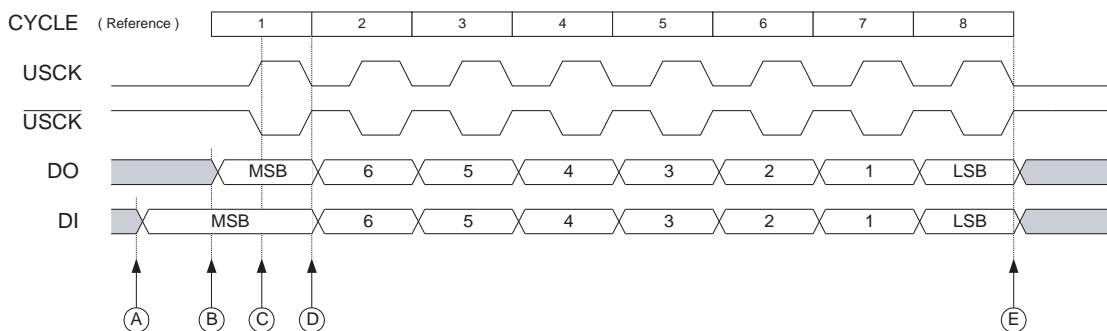 CYCLE ( Reference ) 1 2 3 4 5 6 7 8
USCK
USCK
DO MSB 6 5 4 3 2 1 LSB
DI MSB 6 5 4 3 2 1 LSB
A B C D E